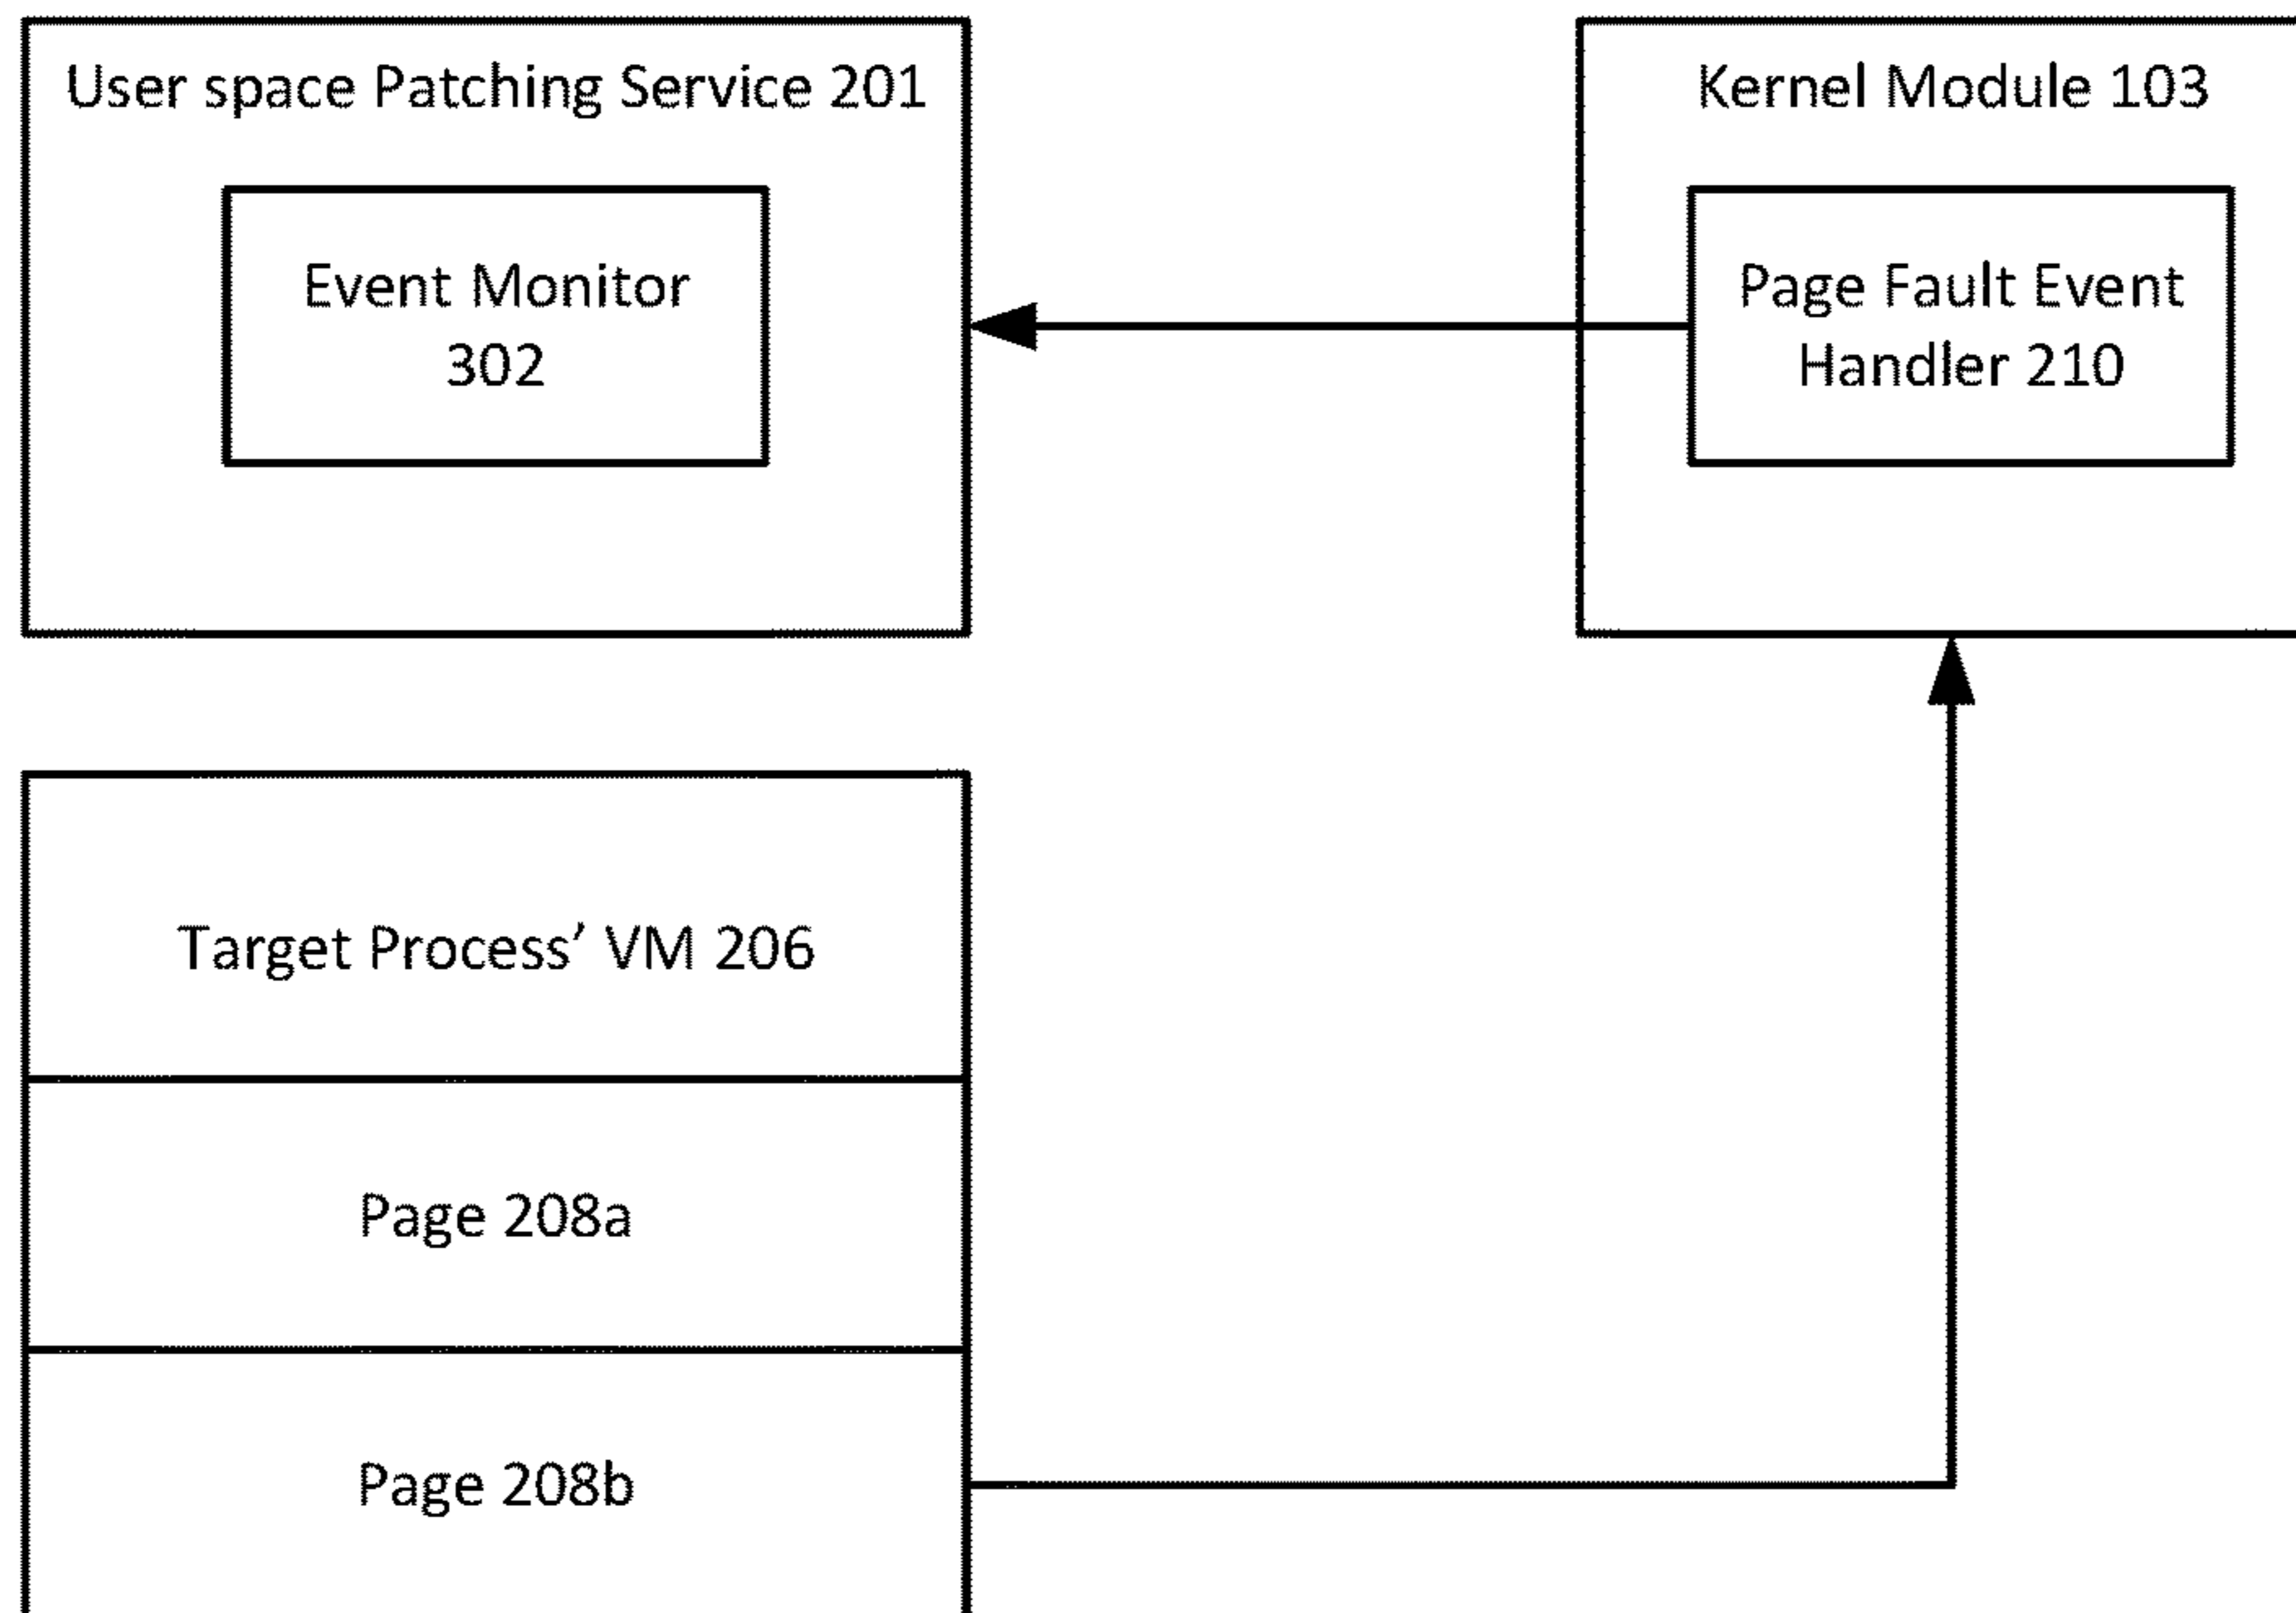 User space Patching Service 201
Event Monitor
302
Kernel Module 103
Page Fault Event
Handler 210
Target Process’ VM 206
Page 208a
Page 208b